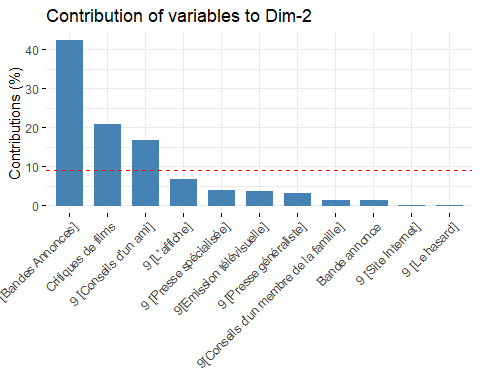 Contribution of variables to Dim-2
Contributions (%)
40
30
20
10
0
[Bandes Annonces]
Critiques de films
9 [Conseils d'un ami]
9 [L'affiche]
9 [Presse spécialisée]
9[Emission télévisuelle]
9 [Presse généraliste]
9[Conseils d'un membre de la famille]
Bande annonce
9 [Site Internet]
9 [Le hasard]